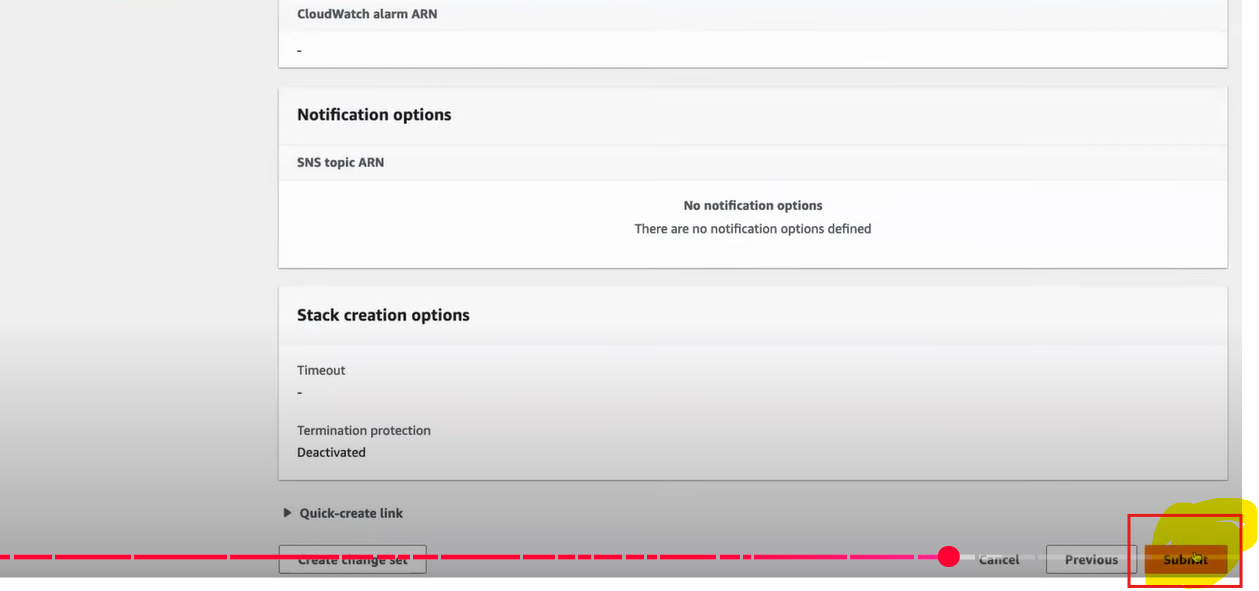 CloudWatch alarm ARN
-
Notification options
SNS topic ARN
No notification options
There are no notification options defined
Stack creation options
Timeout
-
Termination protection
Deactivated
Quick-create link
Create change set
Cancel
Previous
Submit